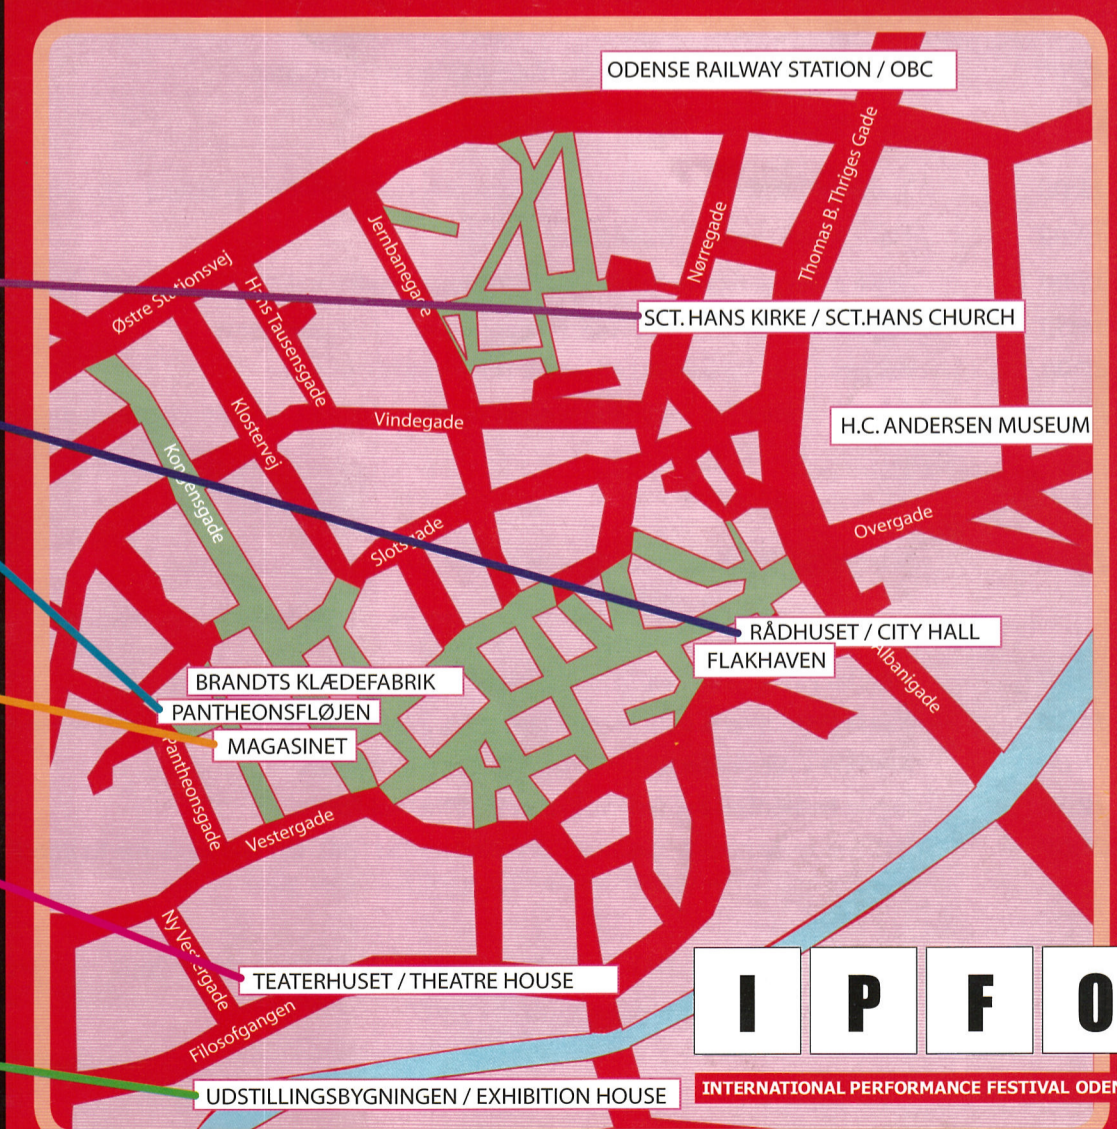 ODENSE RAILWAY STATION / OBC
Thomas B. Thriges Gade
Nørregade
Jernbanegade
Østre Stationsvej
Hans Tausensgade
SCT. HANS KIRKE / SCT.HANS CHURCH
Klostervej
Vindegade
H.C. ANDERSEN MUSEUM
Kongensgade
Slotsgade
Overgade
RÅDHUSET / CITY HALL
FLAKHAVEN
Albanigade
BRANDTS KLÆDEFABRIK
PANTHEONSFLØJEN
MAGASINET
Pantheonsgade
Vestergade
Ny Vestergade
TEATERHUSET / THEATRE HOUSE
Filosofgangen
I P F O
INTERNATIONAL PERFORMANCE FESTIVAL ODEN
UDSTILLINGSBYGNINGEN / EXHIBITION HOUSE